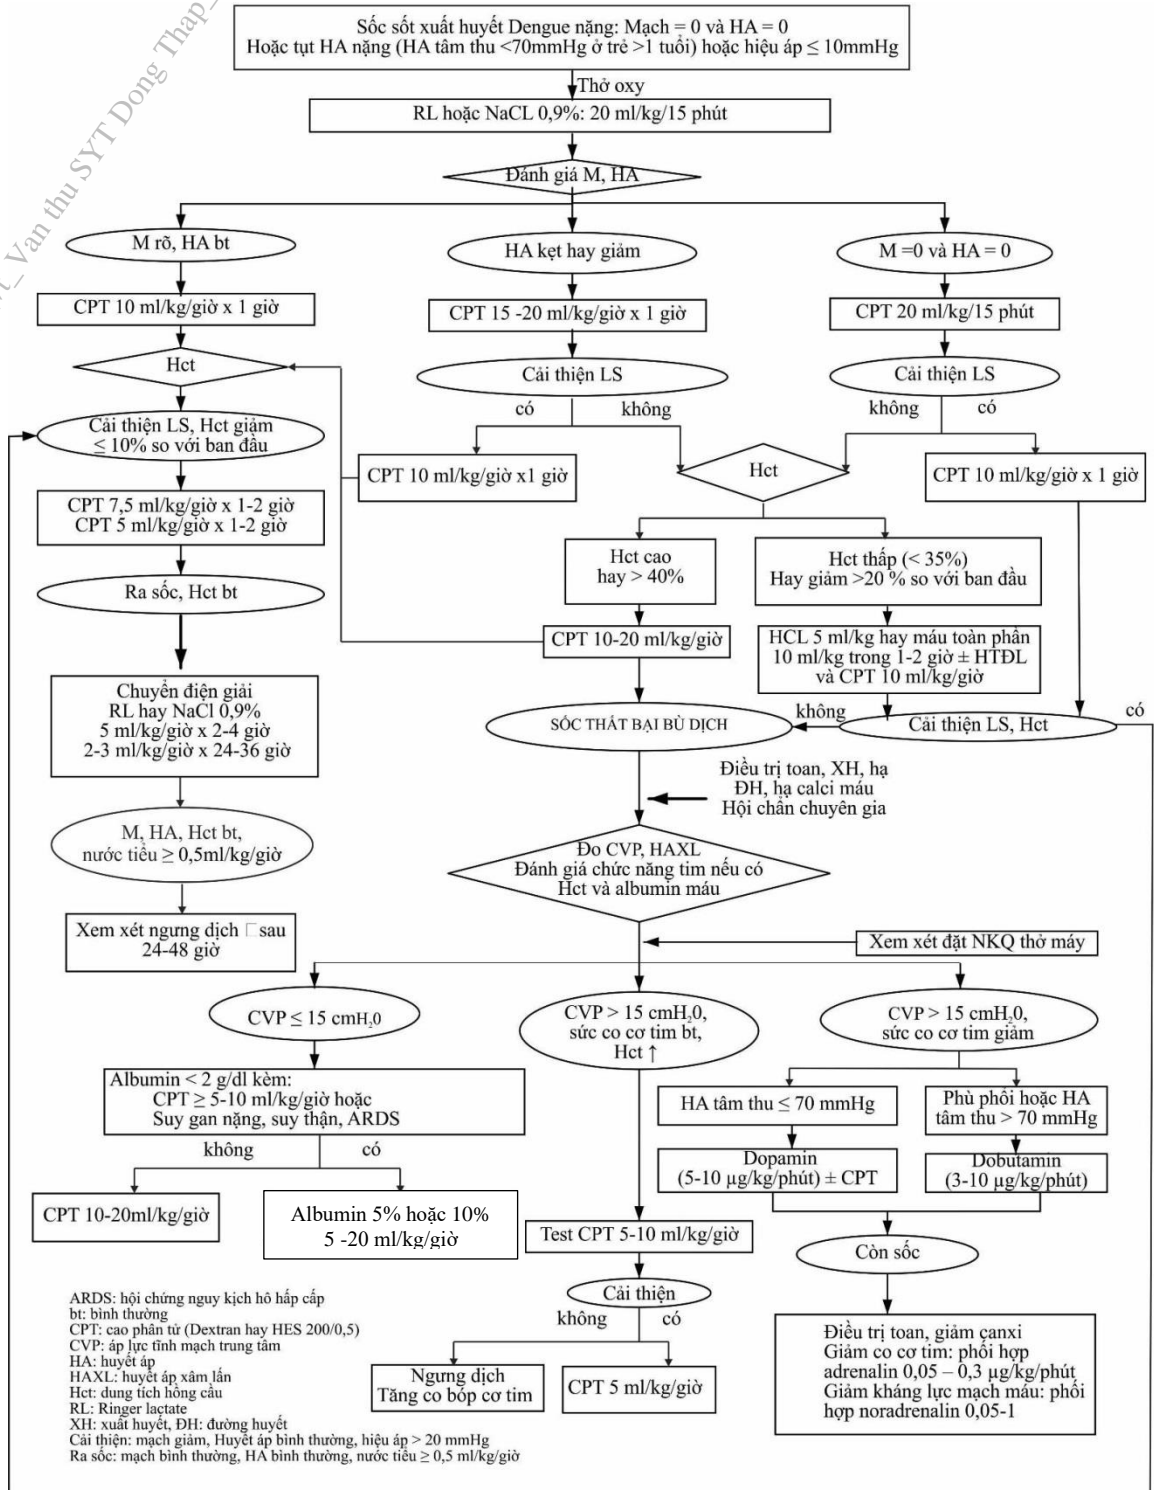 Văn thu SYT Dong Thap_
Sốc sốt xuất huyết Dengue nặng: Mạch = 0 và HA = 0
Hoặc tụt HA nặng (HA tâm thu <70mmHg ở trẻ >1 tuổi) hoặc hiệu áp ≤ 10mmHg
Thở oxy
RL hoặc NaCL 0,9%: 20 ml/kg/15 phút
Đánh giá M, HA
M rõ, HA bt
HA kẹt hay giảm
M =0 và HA = 0
CPT 10 ml/kg/giờ x 1 giờ
CPT 15 -20 ml/kg/giờ x 1 giờ
CPT 20 ml/kg/15 phút
Hct
Cải thiện LS
Cải thiện LS
có
không
không
có
Cải thiện LS, Hct giảm
≤ 10% so với ban đầu
CPT 10 ml/kg/giờ x1 giờ
Hct
CPT 10 ml/kg/giờ x 1 giờ
CPT 7,5 ml/kg/giờ x 1-2 giờ
CPT 5 ml/kg/giờ x 1-2 giờ
Hct cao
hay > 40%
Hct thấp (< 35%)
Hay giảm >20 % so với ban đầu
Ra sốc, Hct bt
CPT 10-20 ml/kg/giờ
HCL 5 ml/kg hay máu toàn phần
10 ml/kg trong 1-2 giờ ± HTĐL
và CPT 10 ml/kg/giờ
Chuyển điện giải
RL hay NaCl 0,9%
5 ml/kg/giờ x 2-4 giờ
2-3 ml/kg/giờ x 24-36 giờ
SỐC THẤT BẠI BÙ DỊCH
không
Cải thiện LS, Hct
có
Điều trị toan, XH, hạ
ĐH, hạ calci máu
Hội chẩn chuyên gia
M, HA, Hct bt,
nước tiểu ≥ 0,5ml/kg/giờ
Đo CVP, HAXL
Đánh giá chức năng tim nếu có
Hct và albumin máu
Xem xét ngưng dịch □sau
24-48 giờ
Xem xét đặt NKQ thở máy
CVP ≤ 15 cmH₂0
CVP > 15 cmH₂0,
sức co cơ tim bt,
Hct ↑
CVP > 15 cmH₂0,
sức co cơ tim giảm
Albumin < 2 g/dl kèm:
CPT ≥ 5-10 ml/kg/giờ hoặc
Suy gan nặng, suy thận, ARDS
HA tâm thu ≤ 70 mmHg
Phù phổi hoặc HA
tâm thu > 70 mmHg
không
có
Dopamin
(5-10 µg/kg/phút) ± CPT
Dobutamin
(3-10 µg/kg/phút)
CPT 10-20ml/kg/giờ
Albumin 5% hoặc 10%
5 -20 ml/kg/giờ
Test CPT 5-10 ml/kg/giờ
Còn sốc
Cải thiện
không
có
Ngưng dịch
Tăng co bóp cơ tim
CPT 5 ml/kg/giờ
Điều trị toan, giảm canxi
Giảm co cơ tim: phối hợp
adrenalin 0,05 – 0,3 µg/kg/phút
Giảm kháng lực mạch máu: phối
hợp noradrenalin 0,05-1
ARDS: hội chứng nguy kịch hô hấp cấp
bt: bình thường
CPT: cao phân tử (Dextran hay HES 200/0,5)
CVP: áp lực tĩnh mạch trung tâm
HA: huyết áp
HAXL: huyết áp xâm lấn
Hct: dung tích hồng cầu
RL: Ringer lactate
XH: xuất huyết, ĐH: đường huyết
Cải thiện: mạch giảm, Huyết áp bình thường, hiệu áp > 20 mmHg
Ra sốc: mạch bình thường, HA bình thường, nước tiểu ≥ 0,5 ml/kg/giờ